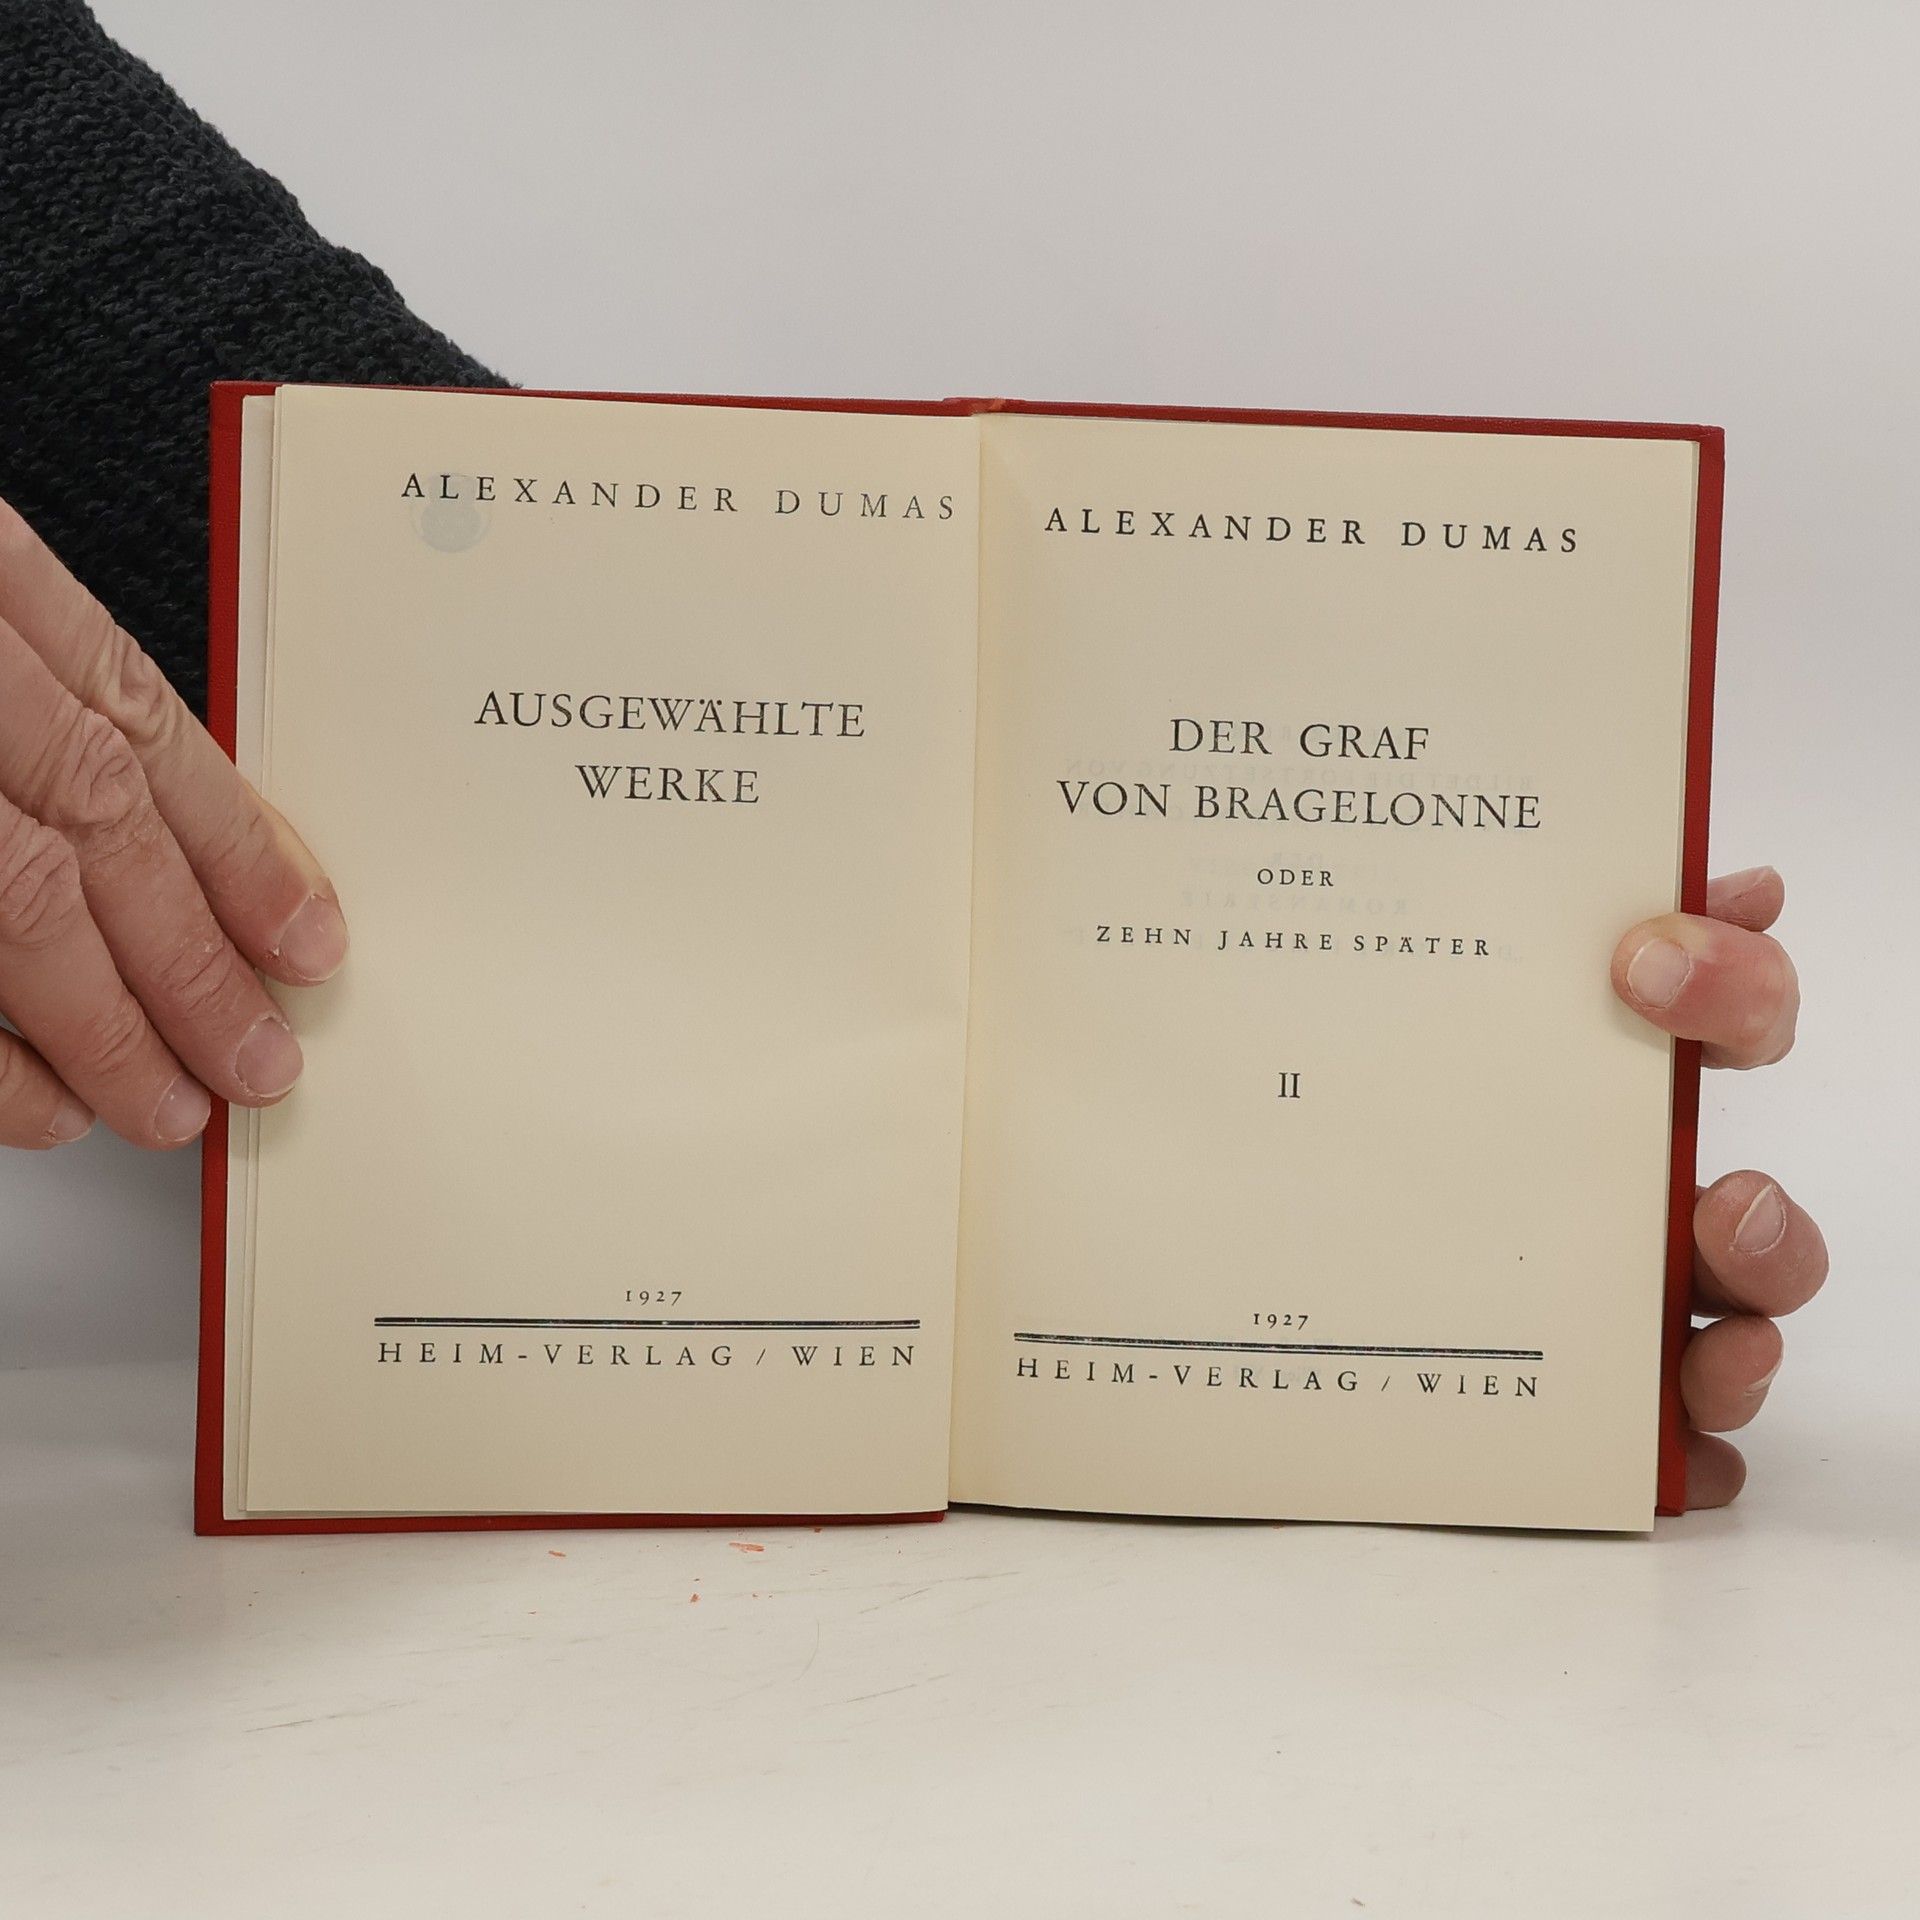 ALEXANDER DUMAS
AUSGEWÄHLTE
WERKE
1927
HEIM-VERLAG / WIEN
ALEXANDER DUMAS
DER GRAF
VON BRAGELONNE
ODER
ZEHN JAHRE SPÄTER
II
1927
HEIM-VERLAG / WIEN